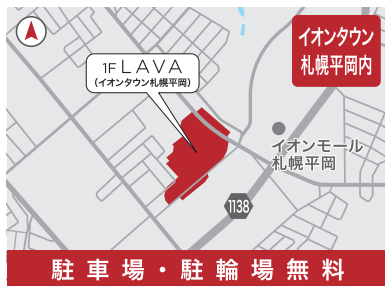 イオンタウン
札幌平岡内
1F LAVA
(イオンタウン札幌平岡)
イオンモール
札幌平岡
1138
駐車場・駐輪場無料